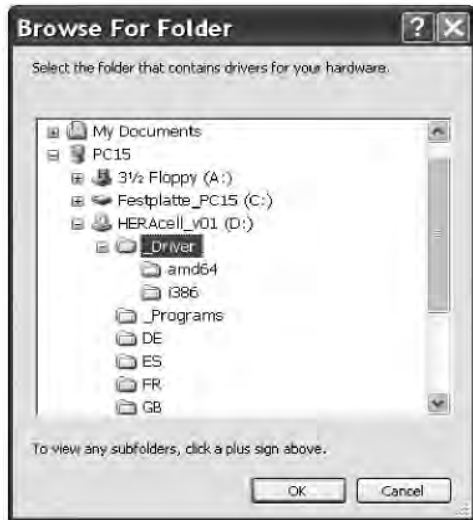 Browse For Folder
Select the folder that contains drivers for your hardware.
My Documents
PC15
3½ Floppy (A:)
Festplatte_PC15 (C:)
HERAcell_v01 (D:)
_Driver
amd64
i386
_Programs
DE
ES
FR
GB
To view any subfolders, click a plus sign above.
OK Cancel